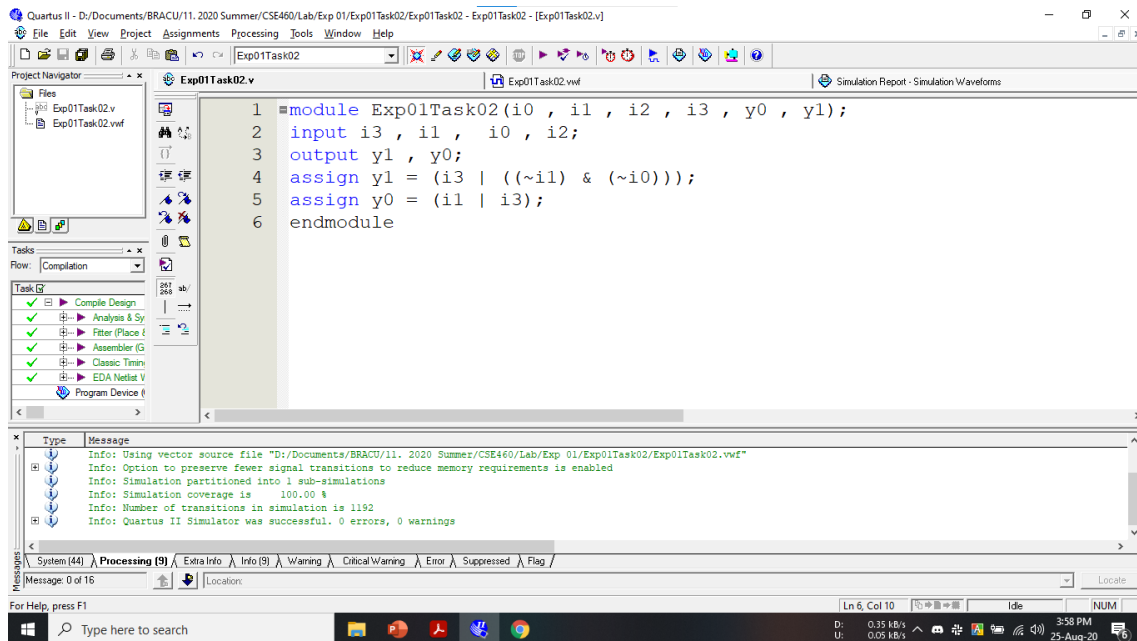 Quartus II - D:/Documents/BRACU/11. 2020 Summer/CSE460/Lab/Exp 01/Exp01Task02/Exp01Task02 - Exp01Task02 - [Exp01Task02.v]
File Edit View Project Assignments Processing Tools Window Help
Exp01Task02
Project Navigator
Exp01Task02.v
Exp01Task02.vwf
Simulation Report - Simulation Waveforms
Files
Exp01Task02.v
Exp01Task02.vwf
1 module Exp01Task02(i0 , i1 , i2 , i3 , y0 , y1);
2 input i3 , i1 , i0 , i2;
3 output y1 , y0;
4 assign y1 = (i3 | ((~i1) & (~i0)));
5 assign y0 = (i1 | i3);
6 endmodule
267
268
ab/
Tasks
Flow: Compilation
Task
Compile Design
Analysis & Sy
Fitter (Place &
Assembler (G
Classic Timin
EDA Netlist W
Program Device (
Type Message
Info: Using vector source file "D:/Documents/BRACU/11. 2020 Summer/CSE460/Lab/Exp 01/Exp01Task02/Exp01Task02.vwf"
Info: Option to preserve fewer signal transitions to reduce memory requirements is enabled
Info: Simulation partitioned into 1 sub-simulations
Info: Simulation coverage is 100.00 %
Info: Number of transitions in simulation is 1192
Info: Quartus II Simulator was successful. 0 errors, 0 warnings
System (44) Processing (9) Extra Info Info (9) Warning Critical Warning Error Suppressed Flag
Messages
Message: 0 of 16 Location: Locate
For Help, press F1 Ln 6, Col 10 Idle NUM
Type here to search
D: 0.35 kB/s
U: 0.05 kB/s
3:58 PM
25-Aug-20
6